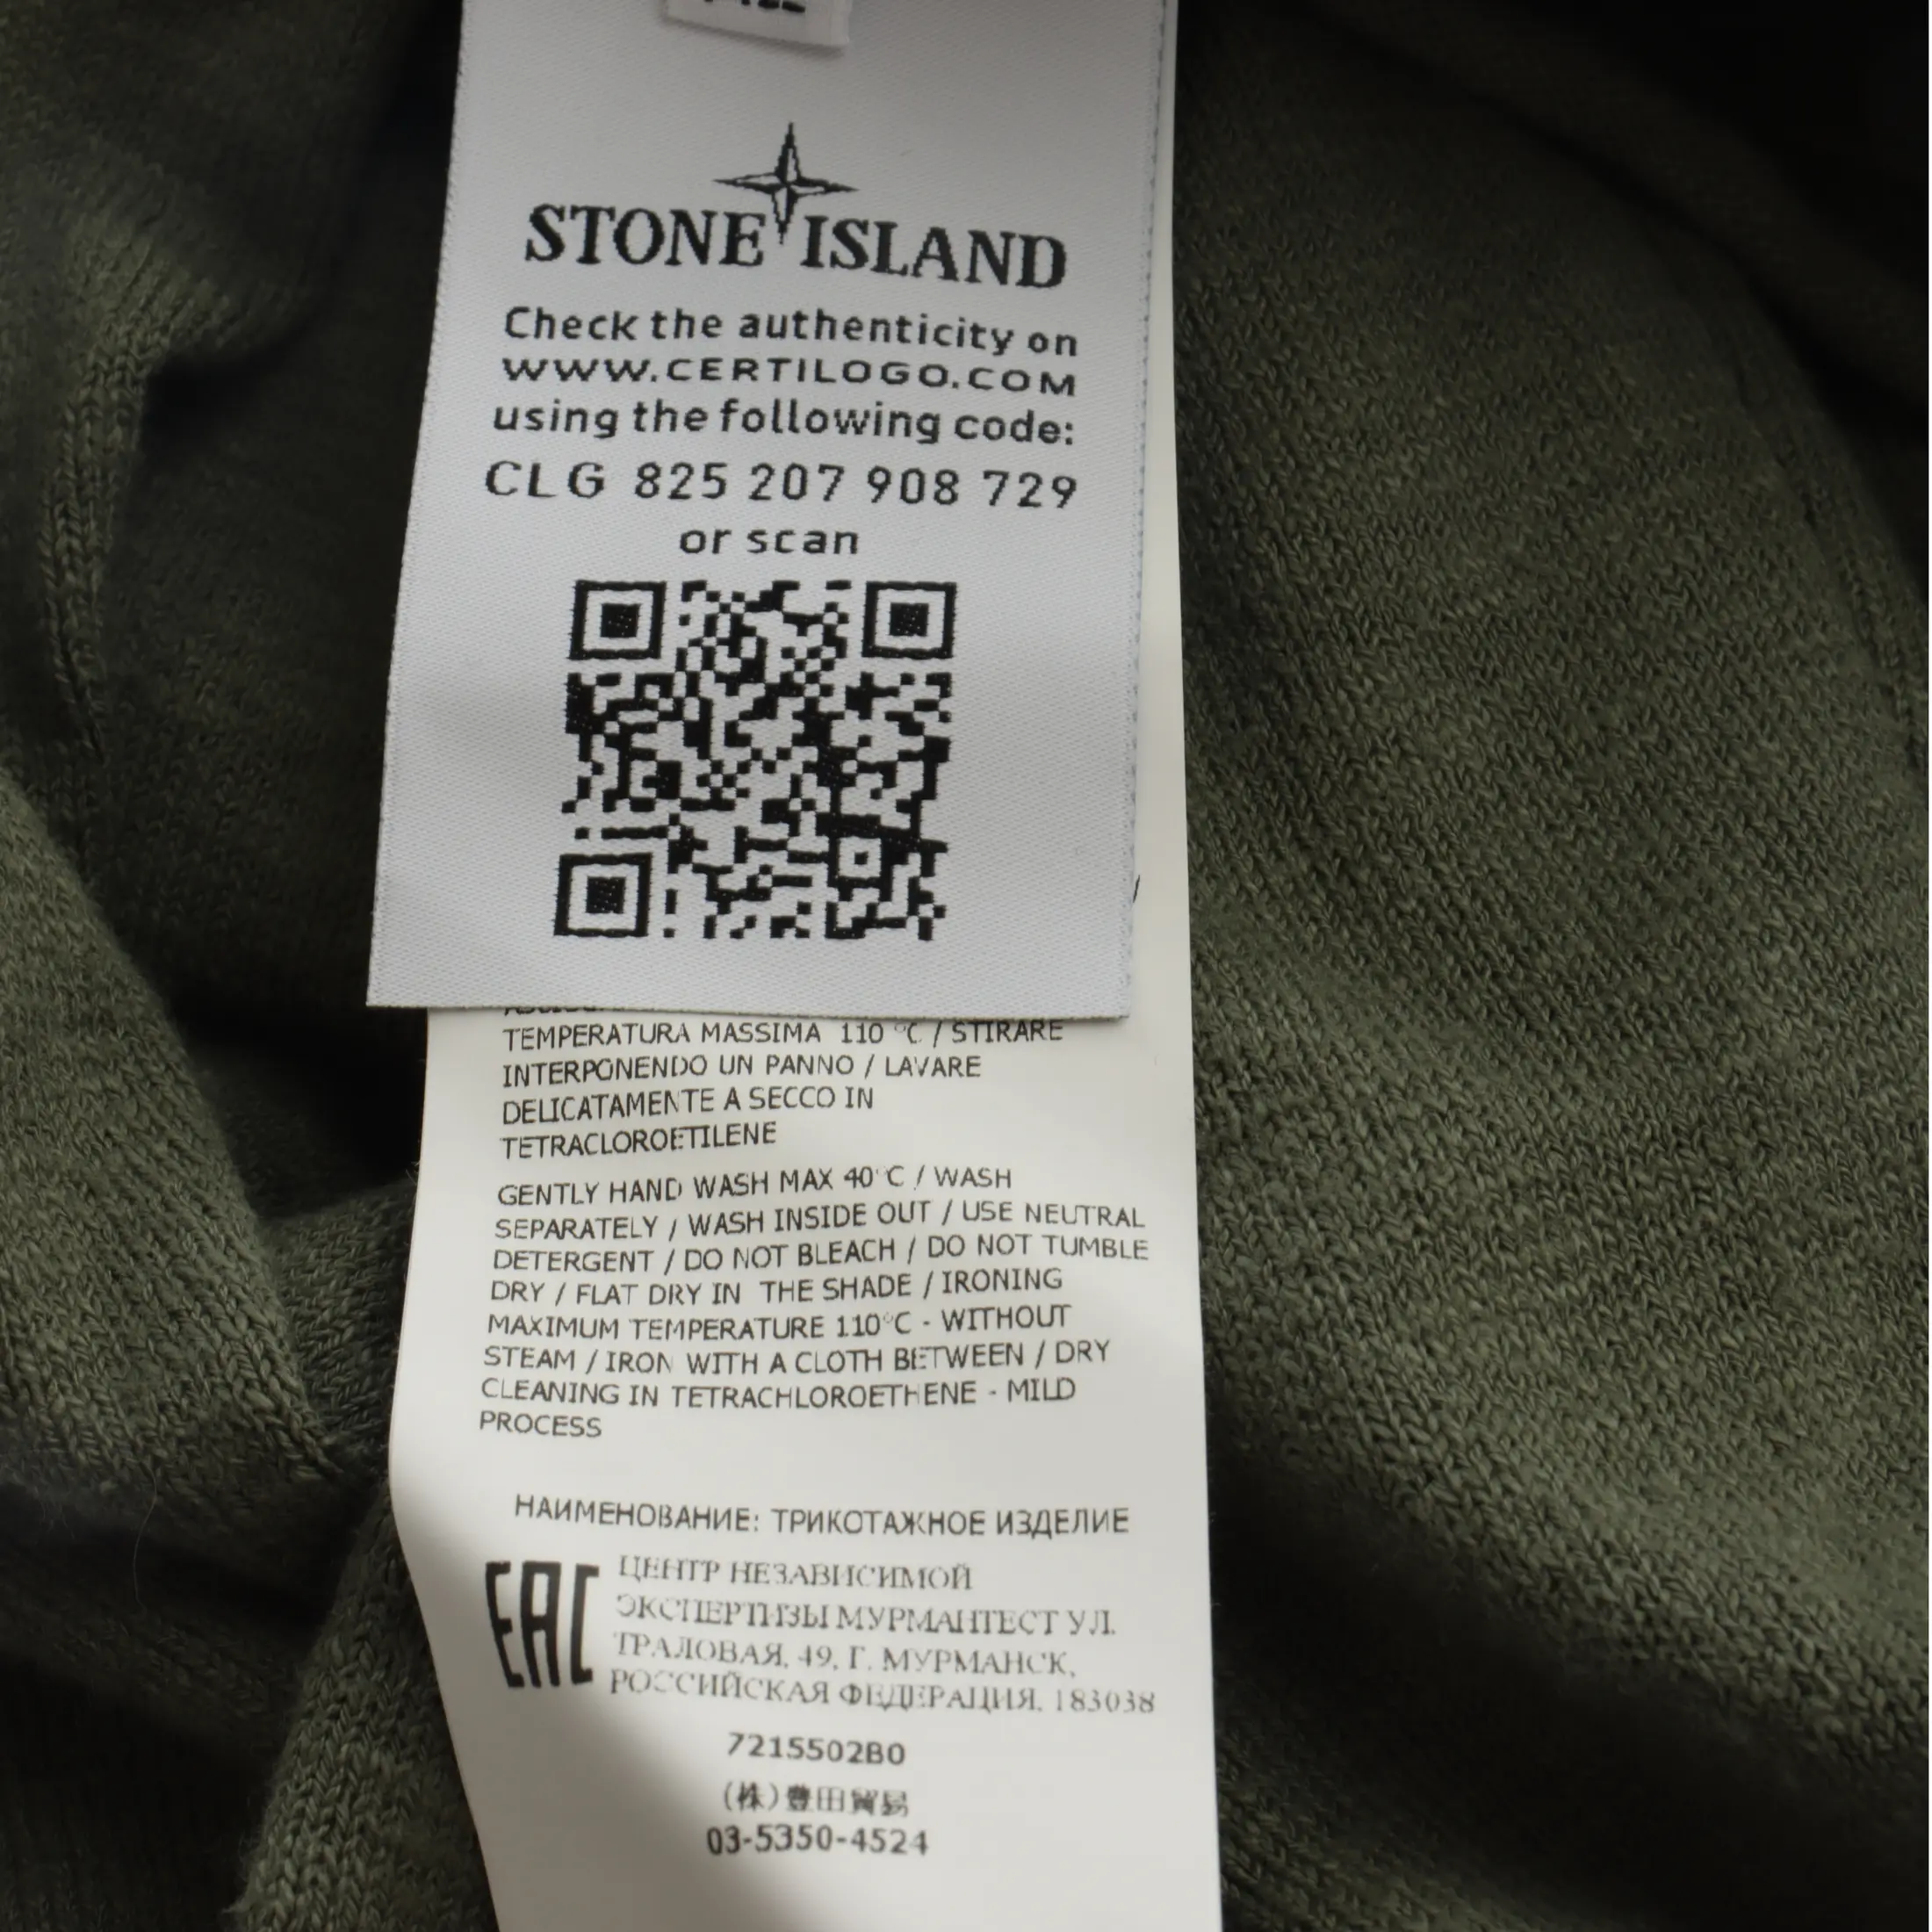 STONE ISLAND
Check the authenticity on
WWW.CERTILOGO.COM
using the following code:
CLG 825 207 908 729
or scan
TEMPERATURA MASSIMA 110 °C / STIRARE
INTERPONENDO UN PANNO / LAVARE
DELICATAMENTE A SECCO IN
TETRACLOROETILENE
GENTLY HAND WASH MAX 40°C / WASH
SEPARATELY / WASH INSIDE OUT / USE NEUTRAL
DETERGENT / DO NOT BLEACH / DO NOT TUMBLE
DRY / FLAT DRY IN THE SHADE / IRONING
MAXIMUM TEMPERATURE 110°C - WITHOUT
STEAM / IRON WITH A CLOTH BETWEEN / DRY
CLEANING IN TETRACHLOROETHENE - MILD
PROCESS
НАИМЕНОВАНИЕ: ТРИКОТАЖНОЕ ИЗДЕЛИЕ
EAC
ЦЕНТР НЕЗАВИСИМОЙ
ЭКСПЕРТИЗЫ МУРМАНТЕСТ УЛ.
ТРАЛОВАЯ, 49, Г. МУРМАНСК,
РОССИЙСКАЯ ФЕДЕРАЦИЯ, 183038
7215502B0
(株)豊田貿易
03-5350-4524